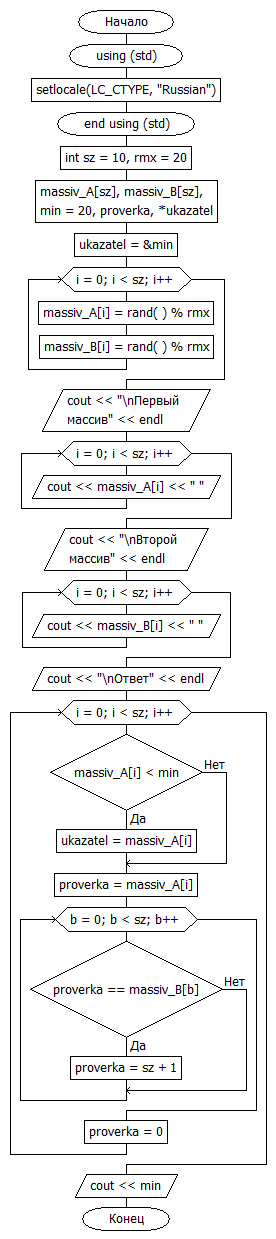 Начало
using (std)
setlocale(LC_CTYPE, "Russian")
end using (std)
int sz = 10, rmx = 20
massiv_A[sz], massiv_B[sz],
min = 20, proverka, *ukazatel
ukazatel = &min
i = 0; i < sz; i++
massiv_A[i] = rand( ) % rmx
massiv_B[i] = rand( ) % rmx
cout << "\nПервый
массив" << endl
i = 0; i < sz; i++
cout << massiv_A[i] << " "
cout << "\nВторой
массив" << endl
i = 0; i < sz; i++
cout << massiv_B[i] << " "
cout << "\nОтвет" << endl
i = 0; i < sz; i++
massiv_A[i] < min
Нет
Да
ukazatel = massiv_A[i]
proverka = massiv_A[i]
b = 0; b < sz; b++
proverka == massiv_B[b]
Нет
Да
proverka = sz + 1
proverka = 0
cout << min
Конец